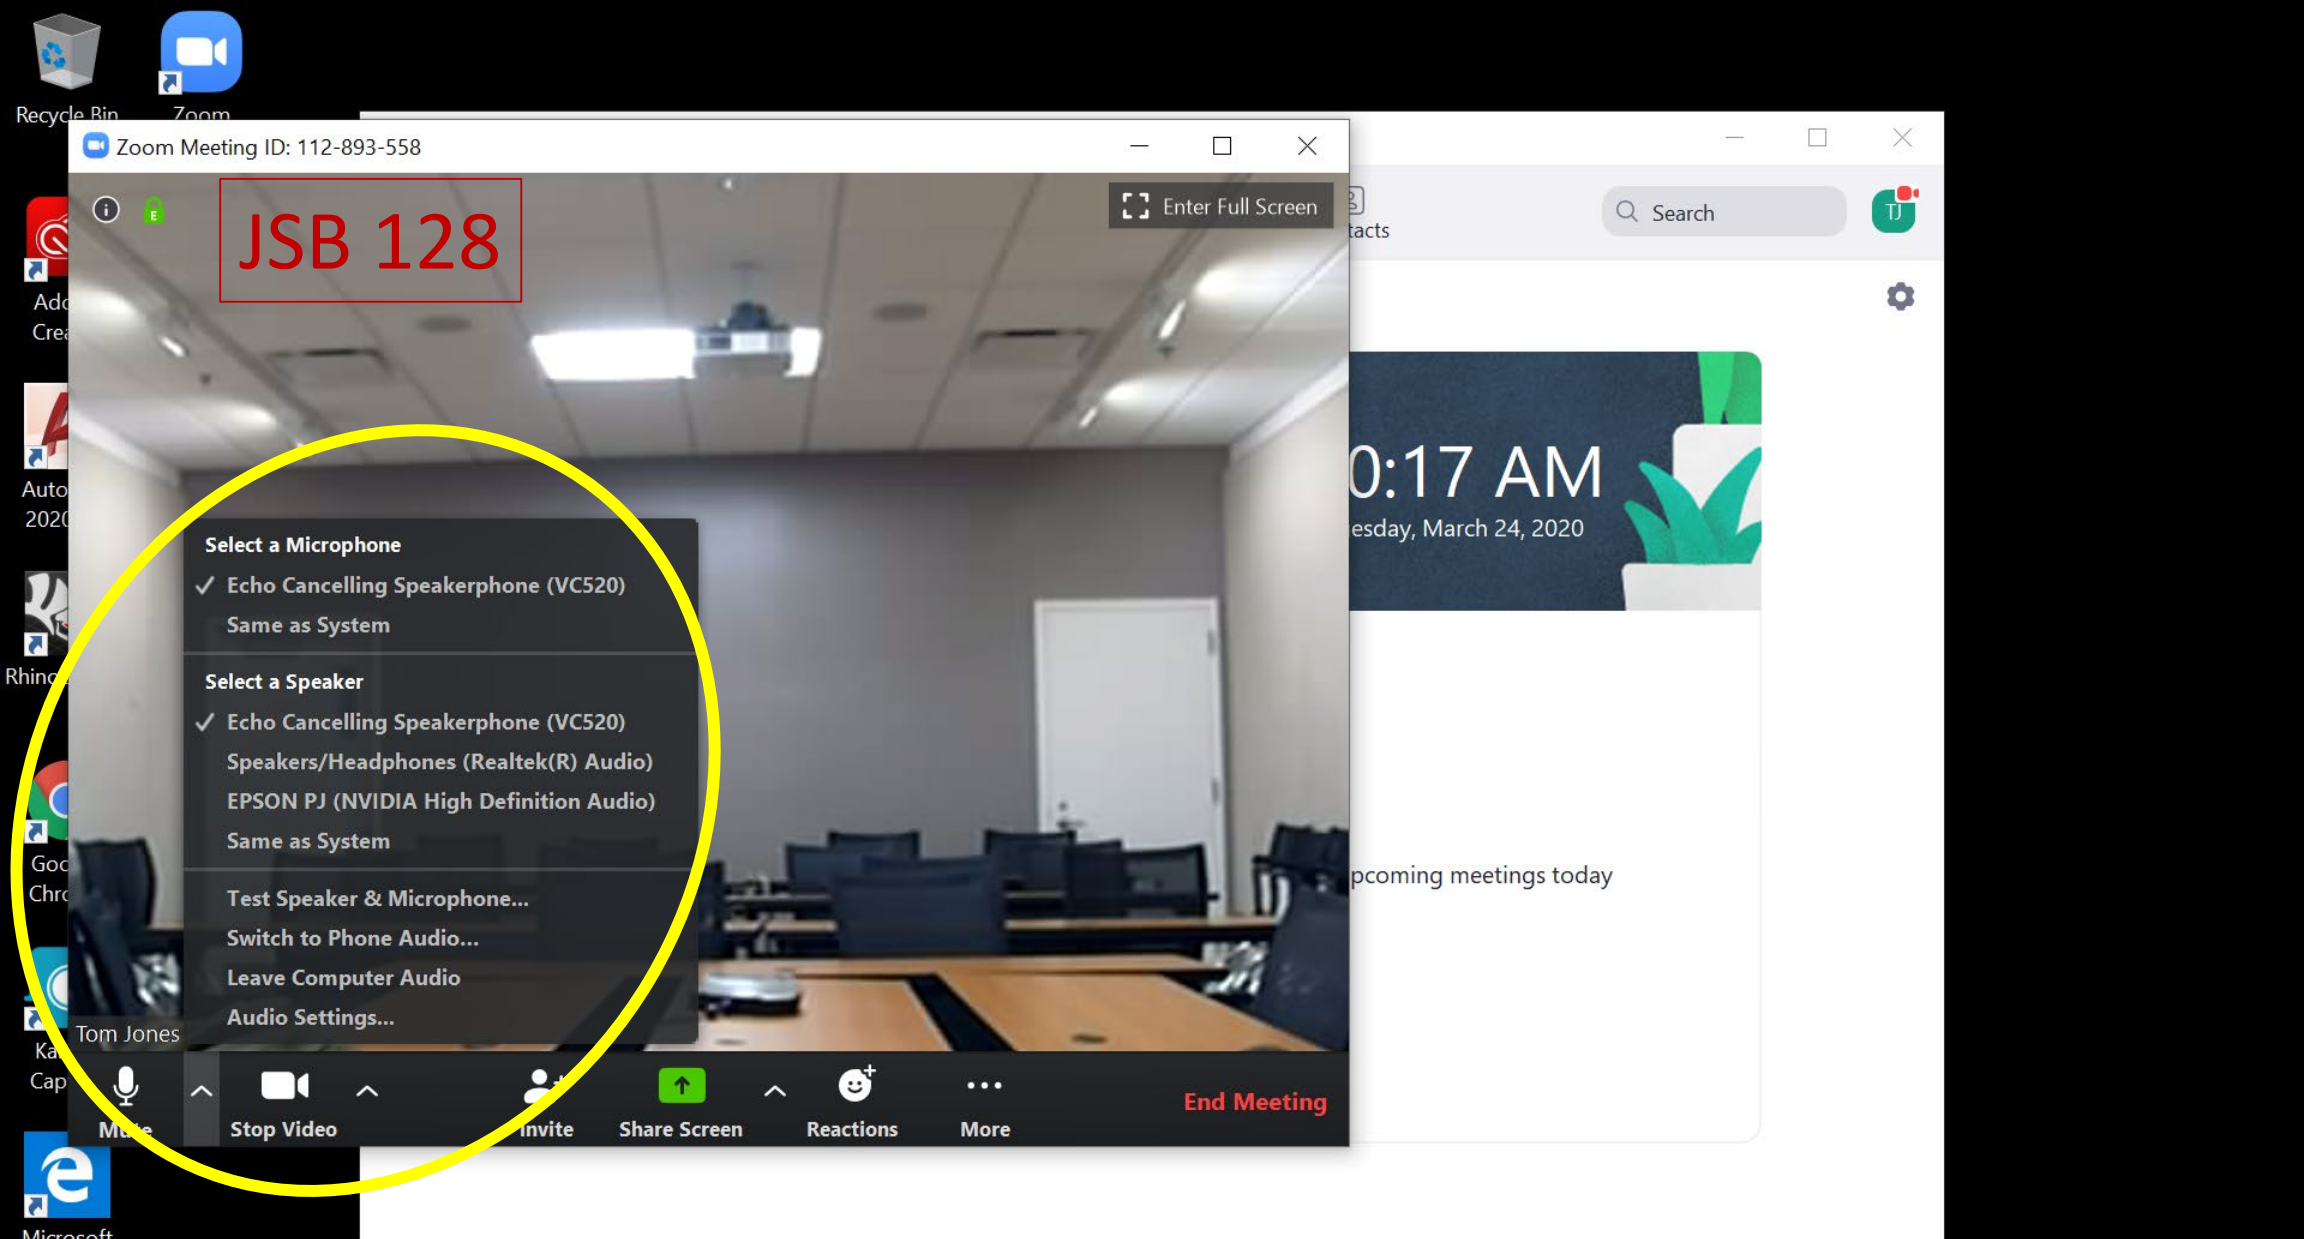 Recycle Bin
Zoom
Zoom Meeting ID: 112-893-558
JSB 128
Enter Full Screen
tacts
Search
TJ
Ado
Crea
0:17 AM
esday, March 24, 2020
Auto
2020
Select a Microphone
Echo Cancelling Speakerphone (VC520)
Same as System
Rhino
Select a Speaker
Echo Cancelling Speakerphone (VC520)
Speakers/Headphones (Realtek(R) Audio)
EPSON PJ (NVIDIA High Definition Audio)
Same as System
Goo
Chro
pcoming meetings today
Test Speaker & Microphone...
Switch to Phone Audio...
Leave Computer Audio
Audio Settings...
Tom Jones
Ka
Cap
Mute
Stop Video
Invite
Share Screen
Reactions
More
End Meeting
Microsoft